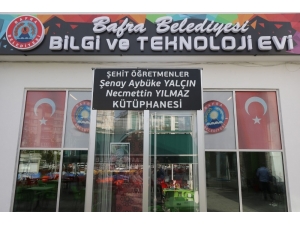 Bafra Belediyesi
BİLGİ ve TEKNOLOJİ EVİ
ŞEHİT ÖĞRETMENLER
Şenay Aybüke YALÇIN
Necmettin YILMAZ
KÜTÜPHANESİ